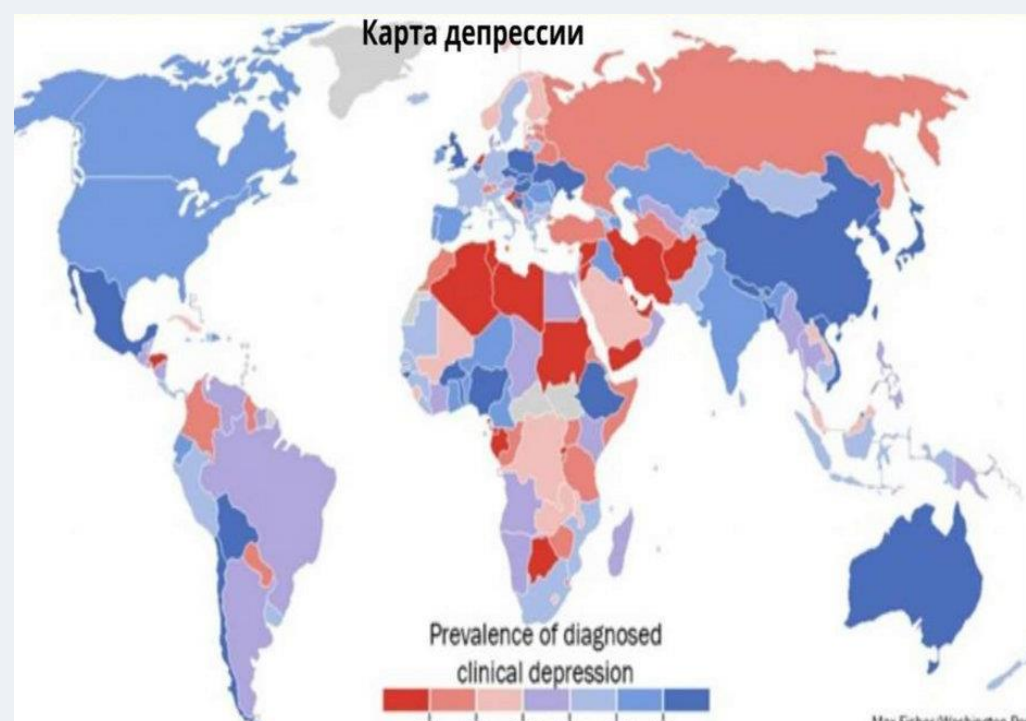 Карта депрессии
Prevalence of diagnosed
clinical depression